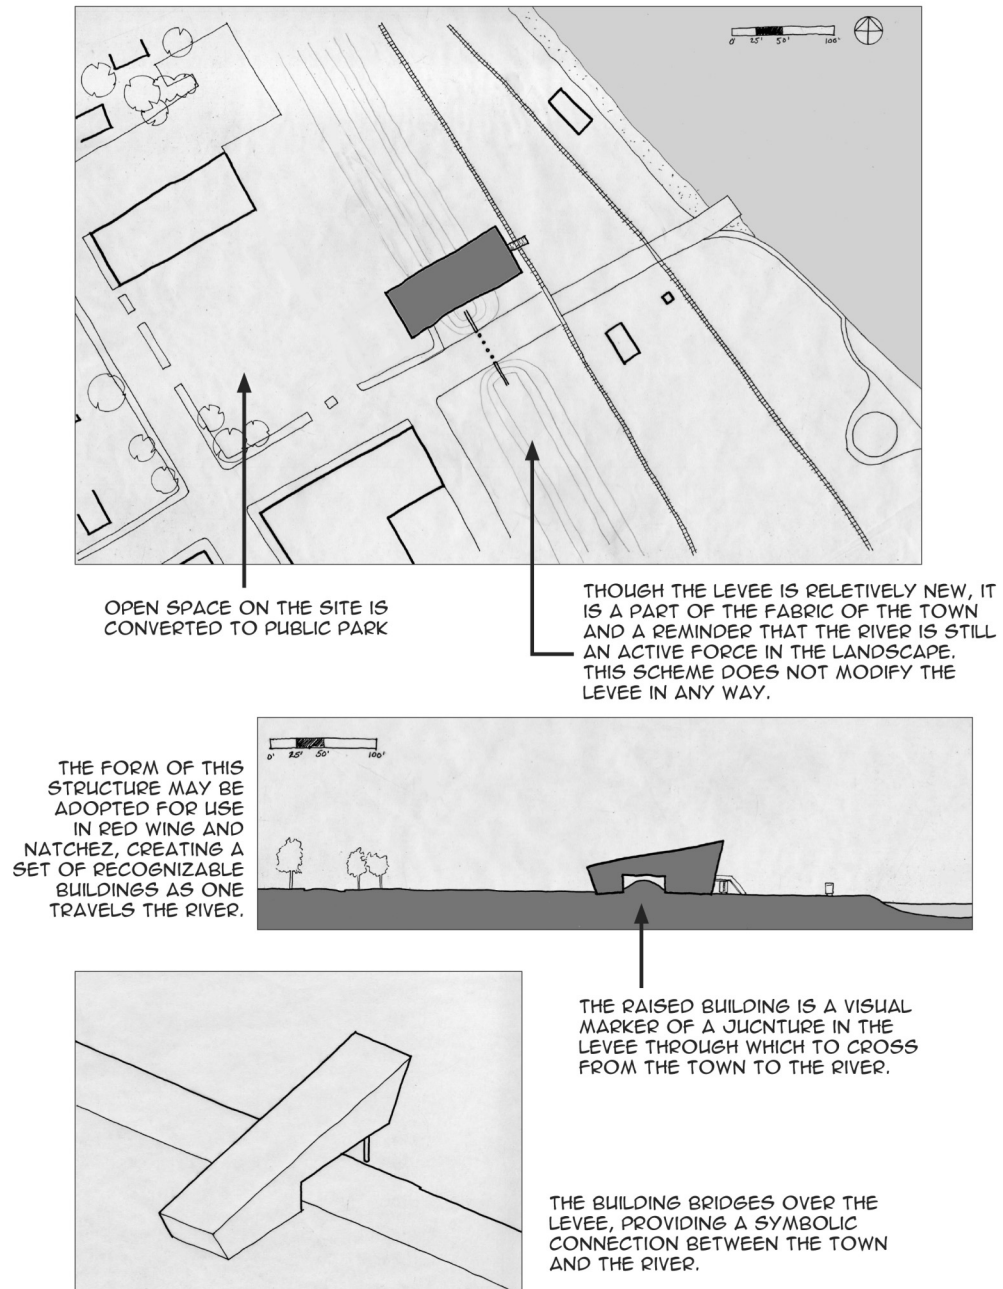 0' 25' 50' 100'
OPEN SPACE ON THE SITE IS
CONVERTED TO PUBLIC PARK
THOUGH THE LEVEE IS RELETIVELY NEW, IT
IS A PART OF THE FABRIC OF THE TOWN
AND A REMINDER THAT THE RIVER IS STILL
AN ACTIVE FORCE IN THE LANDSCAPE.
THIS SCHEME DOES NOT MODIFY THE
LEVEE IN ANY WAY.
0' 25' 50' 100'
THE FORM OF THIS
STRUCTURE MAY BE
ADOPTED FOR USE
IN RED WING AND
NATCHEZ, CREATING A
SET OF RECOGNIZABLE
BUILDINGS AS ONE
TRAVELS THE RIVER.
THE RAISED BUILDING IS A VISUAL
MARKER OF A JUCNTURE IN THE
LEVEE THROUGH WHICH TO CROSS
FROM THE TOWN TO THE RIVER.
THE BUILDING BRIDGES OVER THE
LEVEE, PROVIDING A SYMBOLIC
CONNECTION BETWEEN THE TOWN
AND THE RIVER.